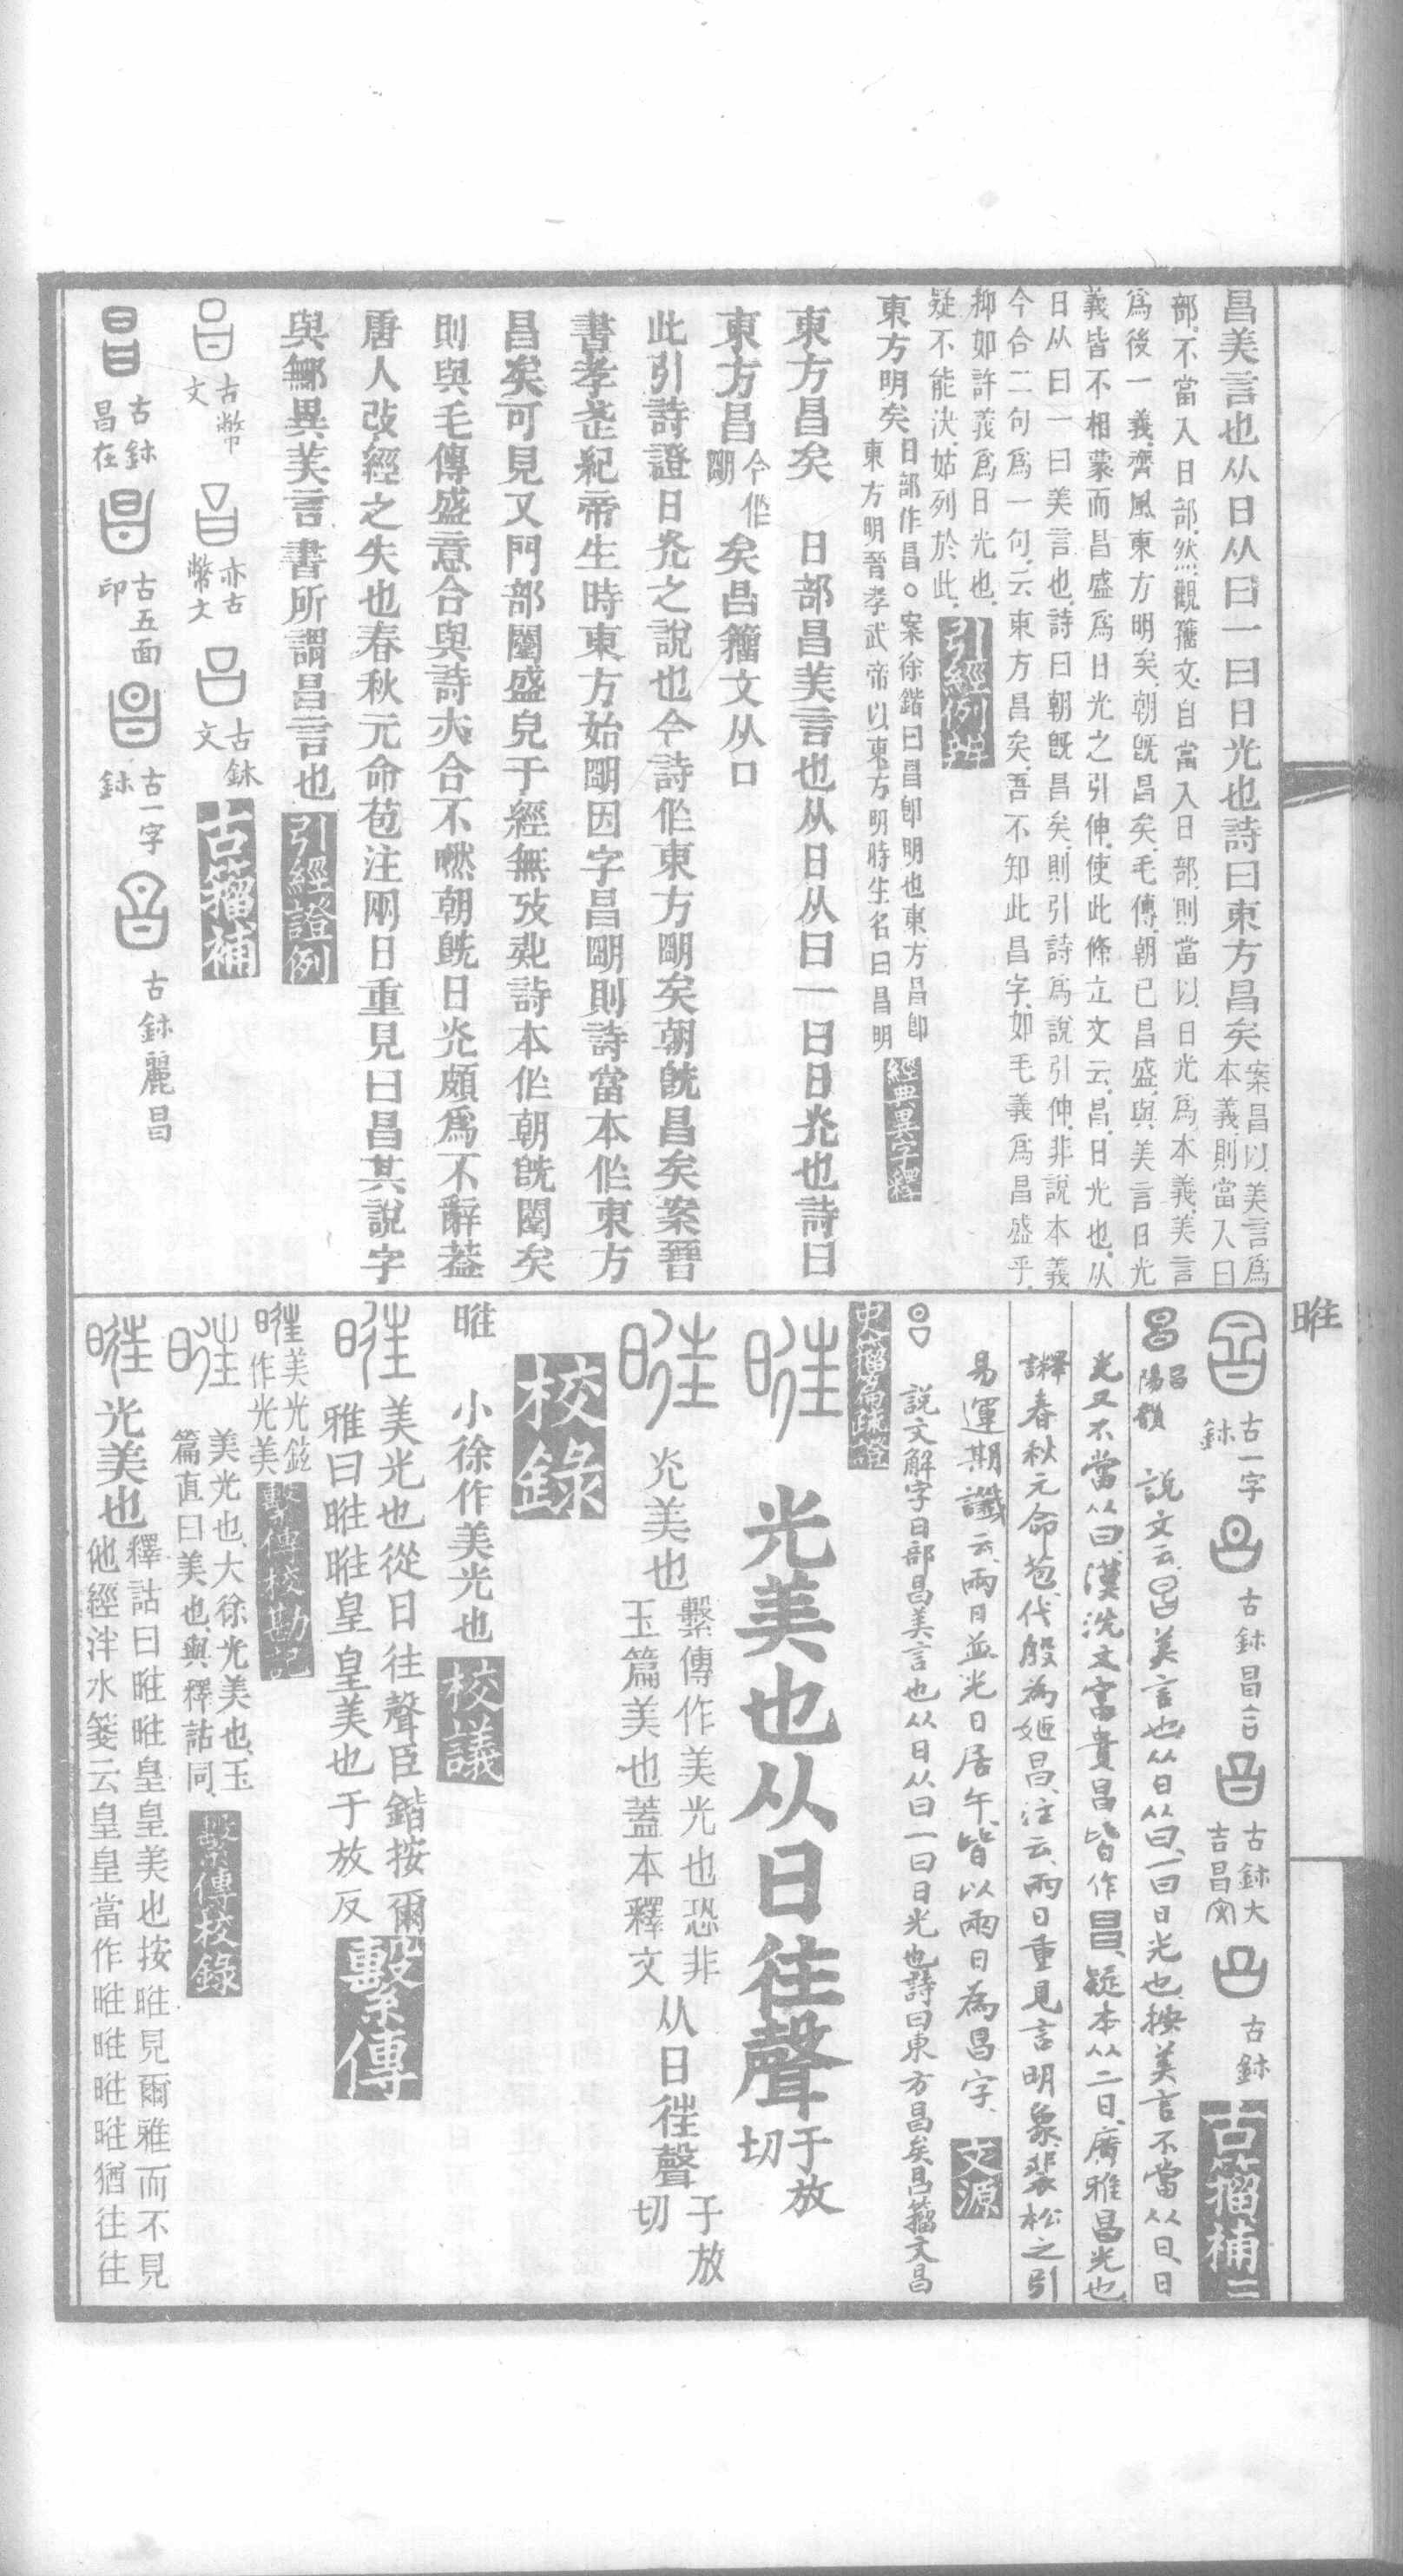 昌美言也从日从曰一曰日光也詩曰東方昌矣案昌以美言爲本義則當入曰
部不當入日部然觀籒文自當入日部則當以日光爲本義美言
爲後一義齊風東方明矣朝旣昌矣毛傳朝已昌盛與美言日光
義皆不相蒙而昌盛爲日光之引伸使此條立文云昌日光也从
日从曰一曰美言也詩曰朝旣昌矣則引詩爲說引伸非說本義
今合二句爲一句云東方昌矣吾不知此昌字如毛義爲昌盛乎
抑如許義爲日光也
疑不能決姑列於此 引經例辨
東方明矣日部作昌○案徐鍇曰昌卽明也東方昌卽
東方明晉孝武帝以東方明時生名曰昌明 經典異字釋
東方昌矣 日部昌美言也从日从曰一曰日光也詩曰
東方昌今作朙矣昌籒文从口
此引詩證日光之說也今詩作東方朙矣朝旣昌矣案晉
書孝武紀帝生時東方始朙因字昌朙則詩當本作東方
昌矣可見又門部閶盛皃于經無攷疑詩本作朝旣閶矣
則與毛傳盛意合與詩亦合不然朝旣日光頗爲不辭葢
唐人改經之失也春秋元命苞注兩日重見曰昌其說字
與鄦異美言 書所謂昌言也 引經證例
古幣文 亦古幣文 古鉥文 古籀補
古鉥昌在 古五面印 古一字鉥 古鉥麗昌
古一字鉥 古鉥昌言 古鉥大吉昌 古鉥 古籀補三
昌陽韻 說文云昌美言也从日从曰一曰日光也按美言不當从日日
光又不當从曰漢洗文富貴昌皆作昌疑本从二日廣雅昌光也
釋詁春秋元命苞代殷為姬昌注云兩日重見言明象裴松之引
易運期讖云兩日並光日居午皆以兩日為昌字 文源
說文解字日部昌美言也从日从曰一曰日光也詩曰東方昌矣昌籀文昌
史籀篇疏證
光美也从日往聲于放切
光美也繫傳作美光也恐非玉篇美也蓋本釋文从日往聲于放切
校錄
暀 小徐作美光也 校議
美光也從日往聲臣鍇按爾
雅曰暀暀皇皇美也于放反 繫傳
美光鉉
作光美 繫傳校勘記
美光也大徐光美也玉
篇直曰美也與釋詁同 繫傳校錄
光美也釋詁曰暀暀皇皇美也按暀見爾雅而不見
他經泮水箋云皇皇當作暀暀暀暀猶往往
暀